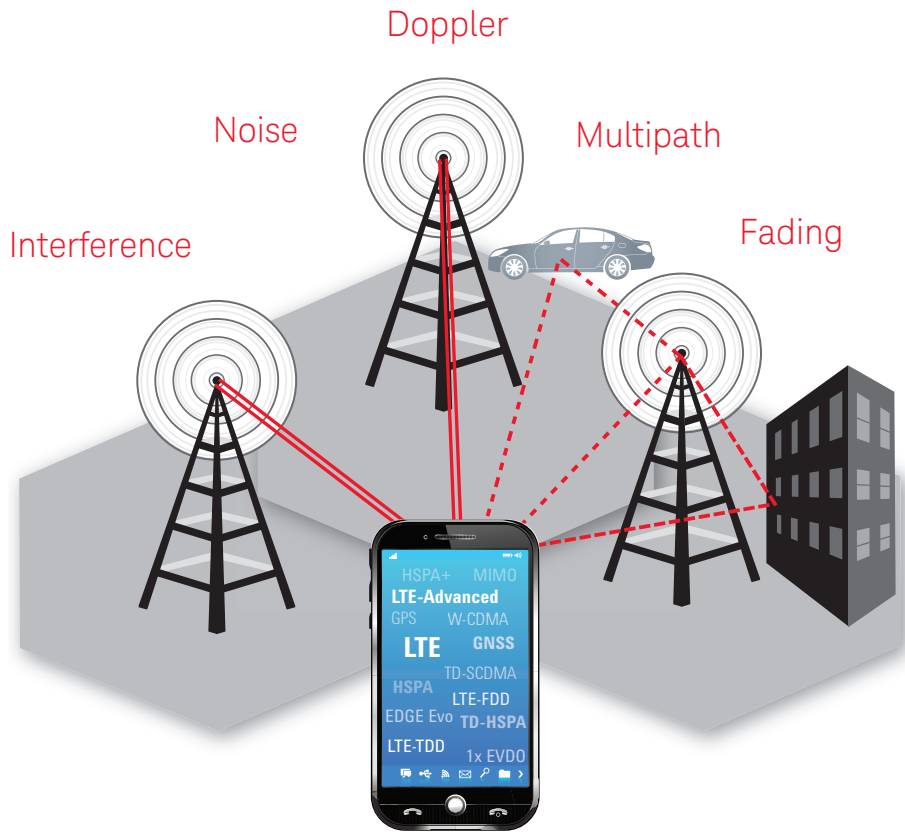 Doppler
Noise
Multipath
Interference
Fading
HSPA+ MIMO
LTE-Advanced
GPS W-CDMA
LTE GNSS
TD-SCDMA
HSPA
LTE-FDD
EDGE Evo TD-HSPA
LTE-TDD
1x EVDO